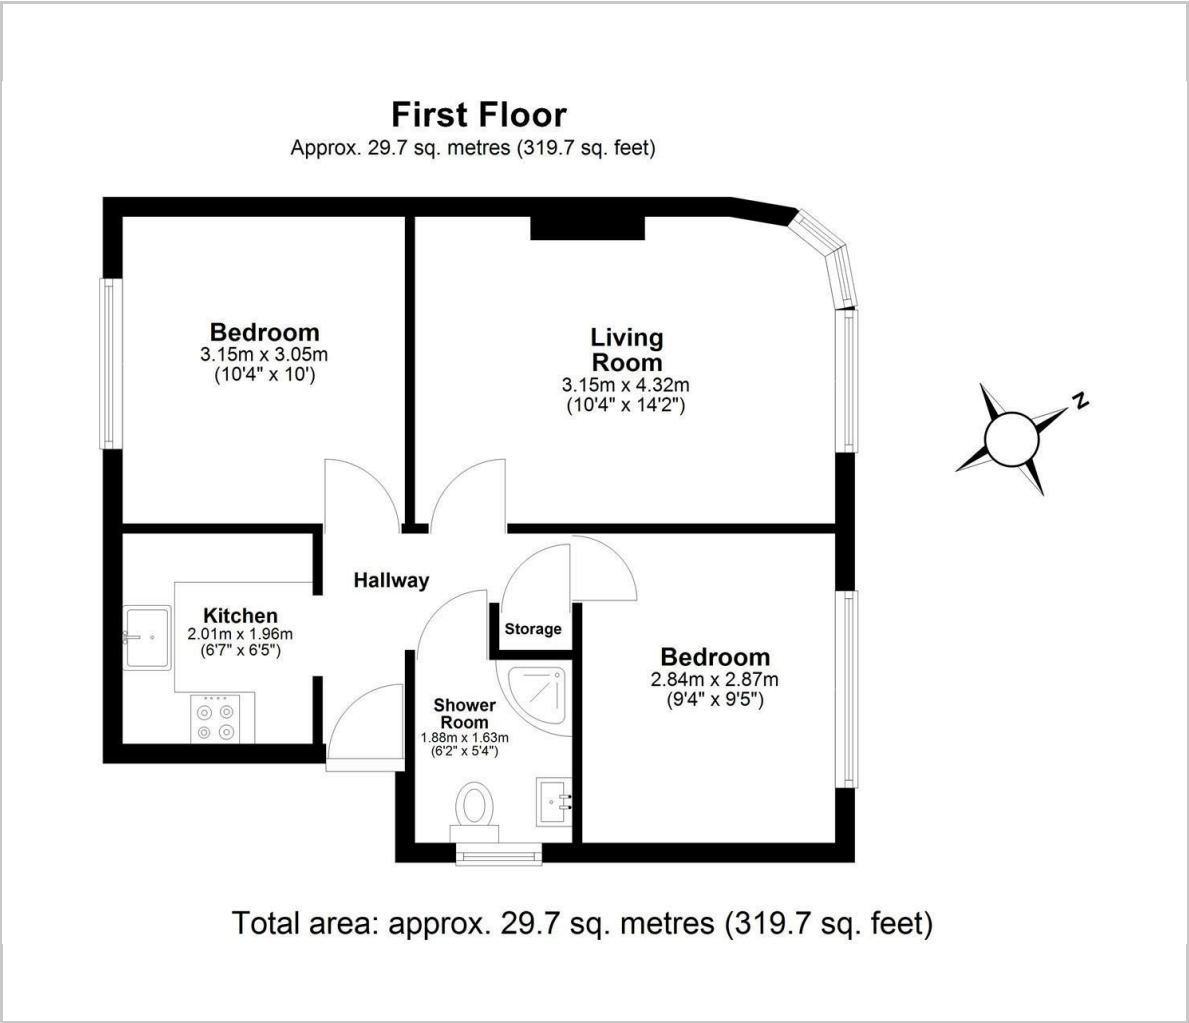 First Floor
Approx. 29.7 sq. metres (319.7 sq. feet)
Bedroom
3.15m x 3.05m
(10'4" x 10')
Living
Room
3.15m x 4.32m
(10'4" x 14'2")
N
Hallway
Kitchen
2.01m x 1.96m
(6'7" x 6'5")
Storage
Bedroom
2.84m x 2.87m
(9'4" x 9'5")
Shower
Room
1.88m x 1.63m
(6'2" x 5'4")
Total area: approx. 29.7 sq. metres (319.7 sq. feet)